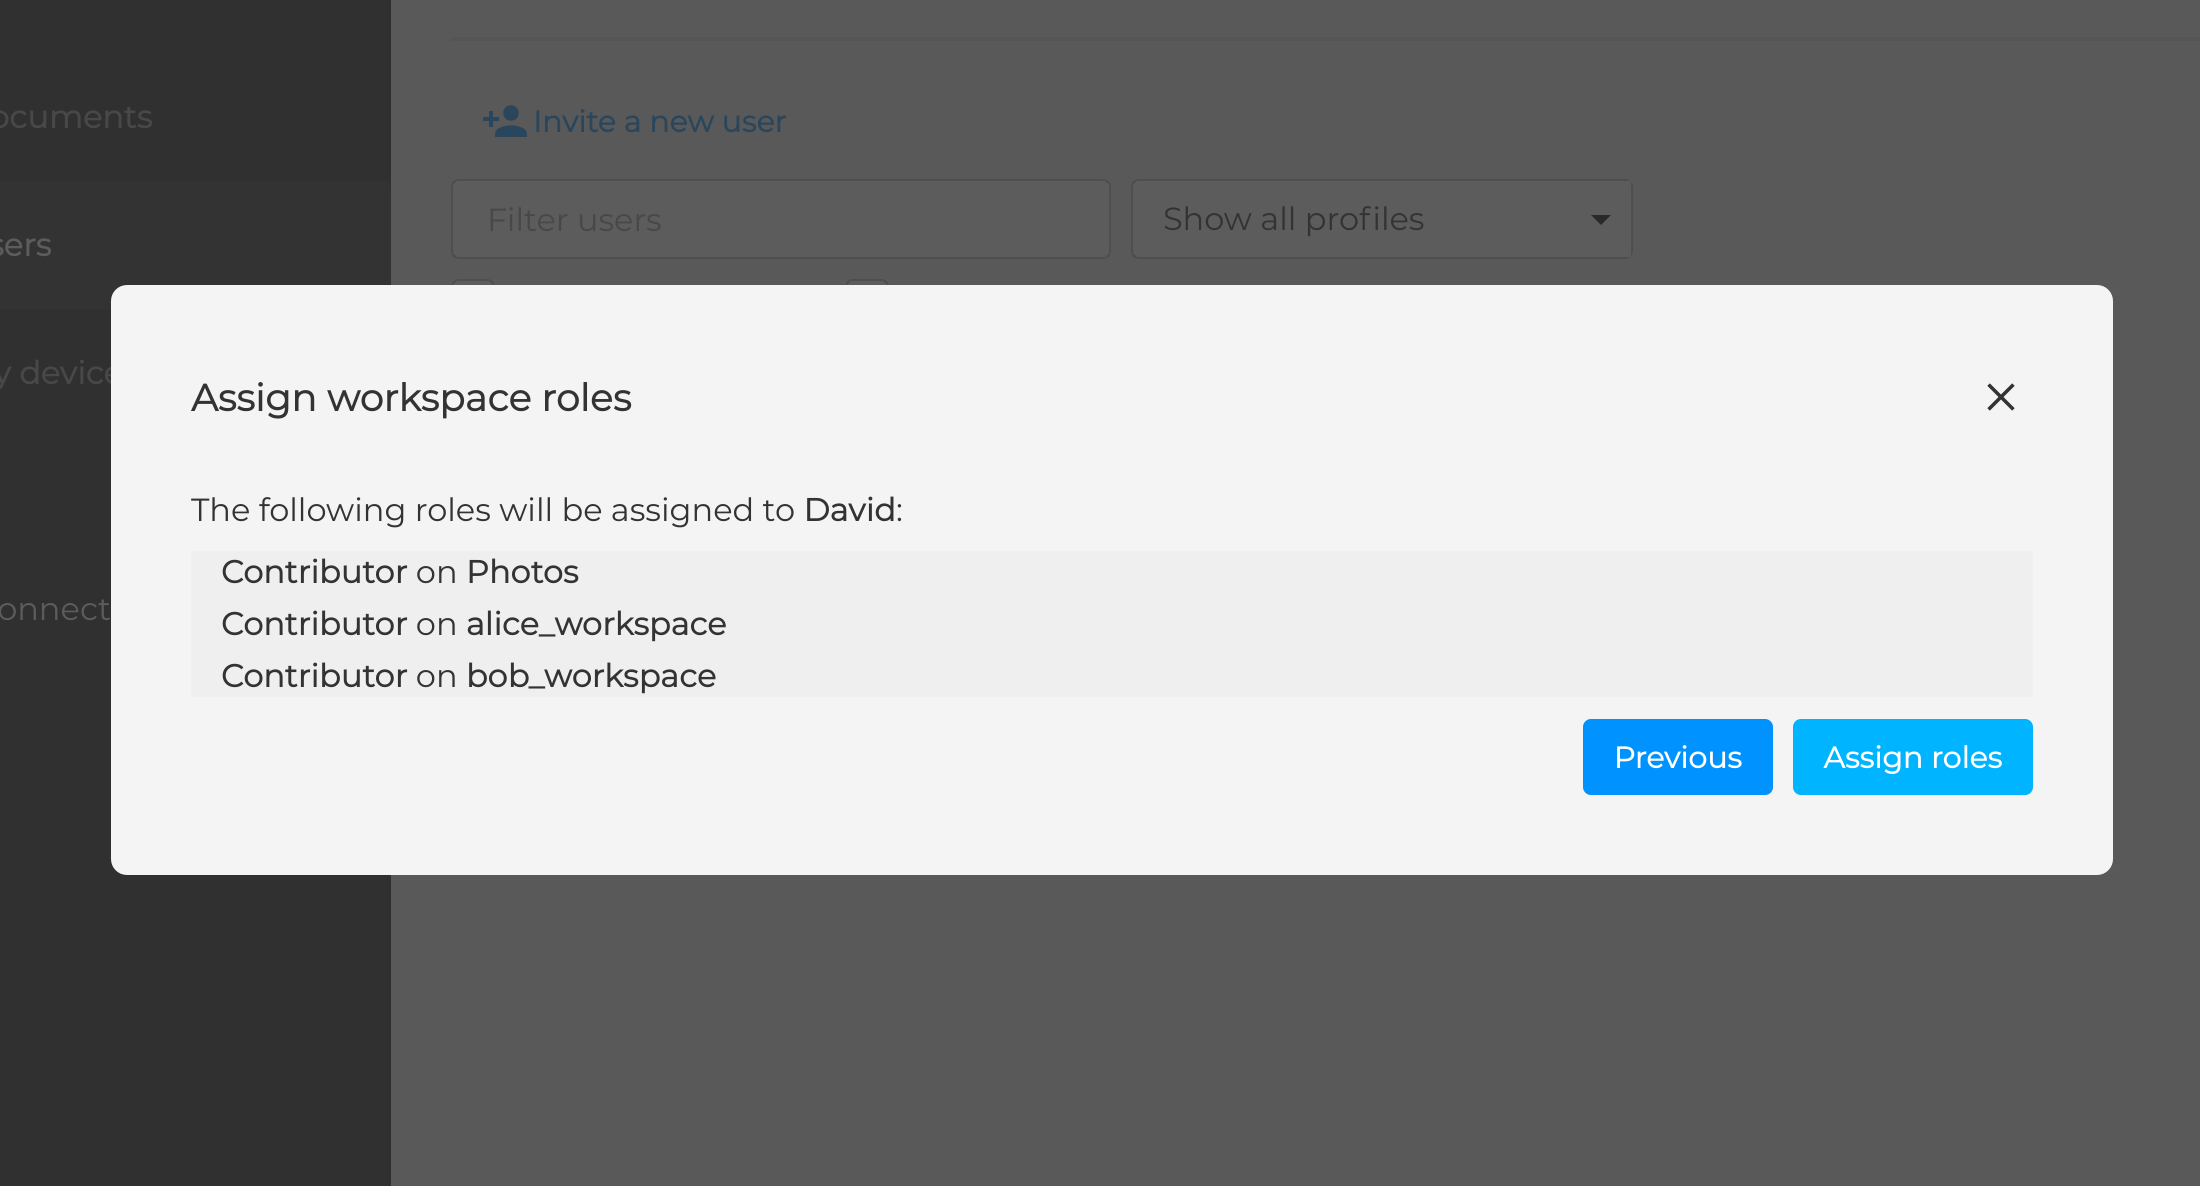 ocuments
Invite a new user
Filter users
Show all profiles
sers
y device
onnect
Assign workspace roles
The following roles will be assigned to David:
Contributor on Photos
Contributor on alice_workspace
Contributor on bob_workspace
Previous
Assign roles